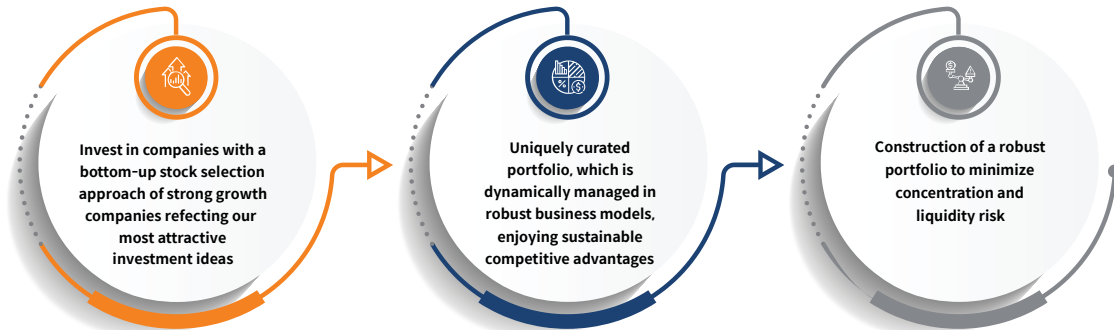 Invest in companies with a
bottom-up stock selection
approach of strong growth
companies refecting our
most attractive
investment ideas
Uniquely curated
portfolio, which is
dynamically managed in
robust business models,
enjoying sustainable
competitive advantages
Construction of a robust
portfolio to minimize
concentration and
liquidity risk